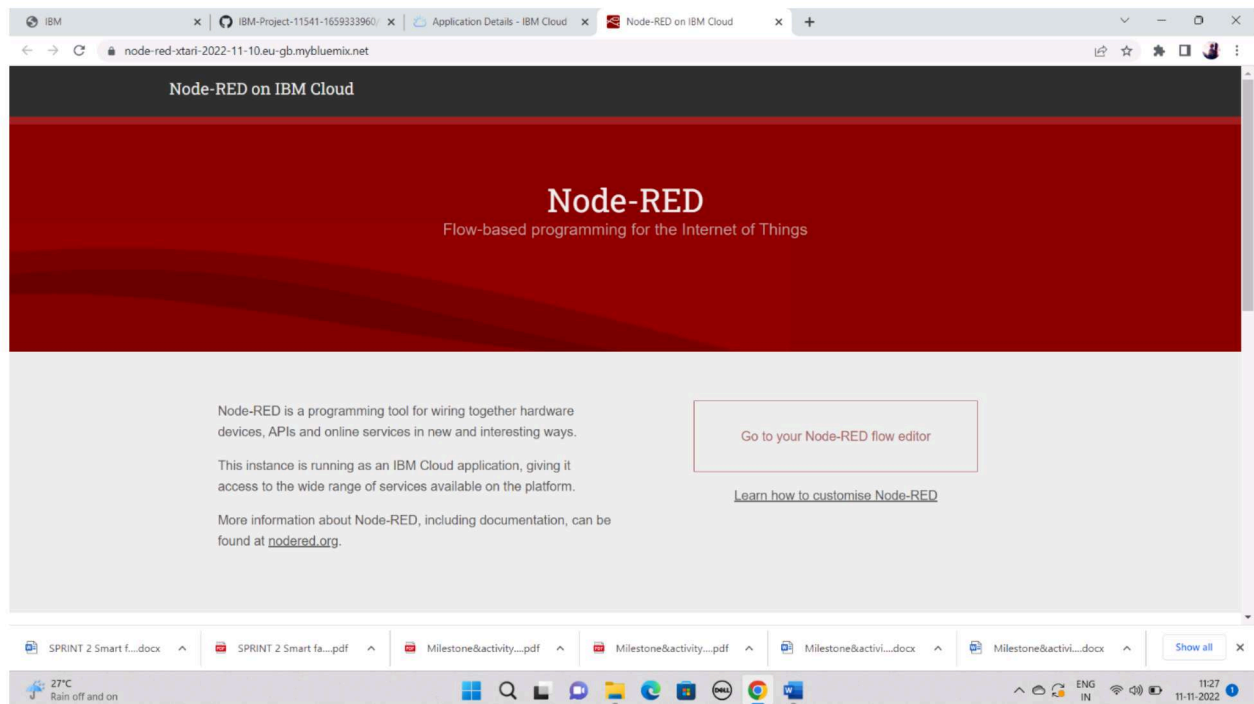 IBM
IBM-Project-11541-1659333960/
Application Details - IBM Cloud
Node-RED on IBM Cloud
node-red-xtari-2022-11-10.eu-gb.mybluemix.net
Node-RED on IBM Cloud
Node-RED
Flow-based programming for the Internet of Things
Node-RED is a programming tool for wiring together hardware
devices, APIs and online services in new and interesting ways.
This instance is running as an IBM Cloud application, giving it
access to the wide range of services available on the platform.
More information about Node-RED, including documentation, can be
found at nodered.org.
Go to your Node-RED flow editor
Learn how to customise Node-RED
SPRINT 2 Smart f....docx
SPRINT 2 Smart fa....pdf
Milestone&activity....pdf
Milestone&activity....pdf
Milestone&activi....docx
Milestone&activi....docx
Show all
27°C
Rain off and on
DELL
ENG
IN
11:27
11-11-2022
1